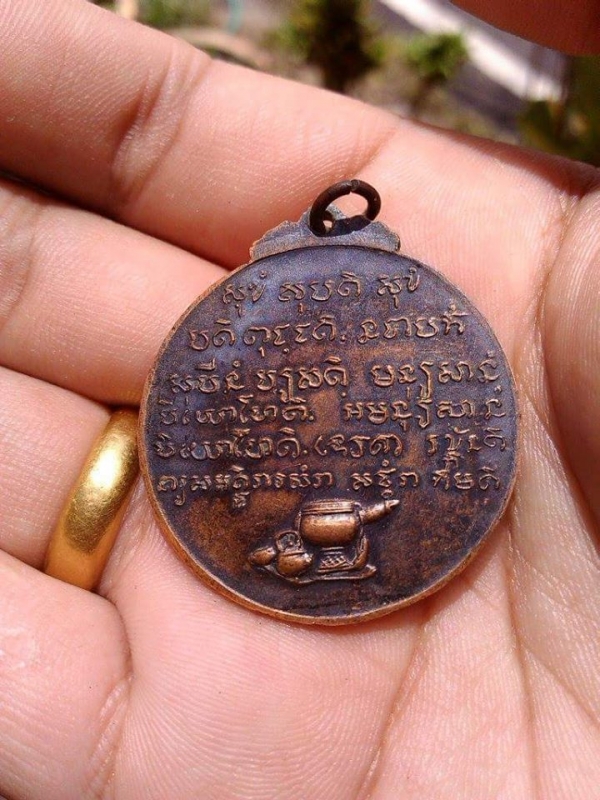 សុខំ សុបតិ សុខំ
បតិពុជ្ឈតិ. នបាបកំ
សុបីនំ បស្សតិ មនុស្សានំ
បិយោហោតិ. អមនុស្សានំ
បិយោហោតិ. ទេវតា រក្ខន្តិ